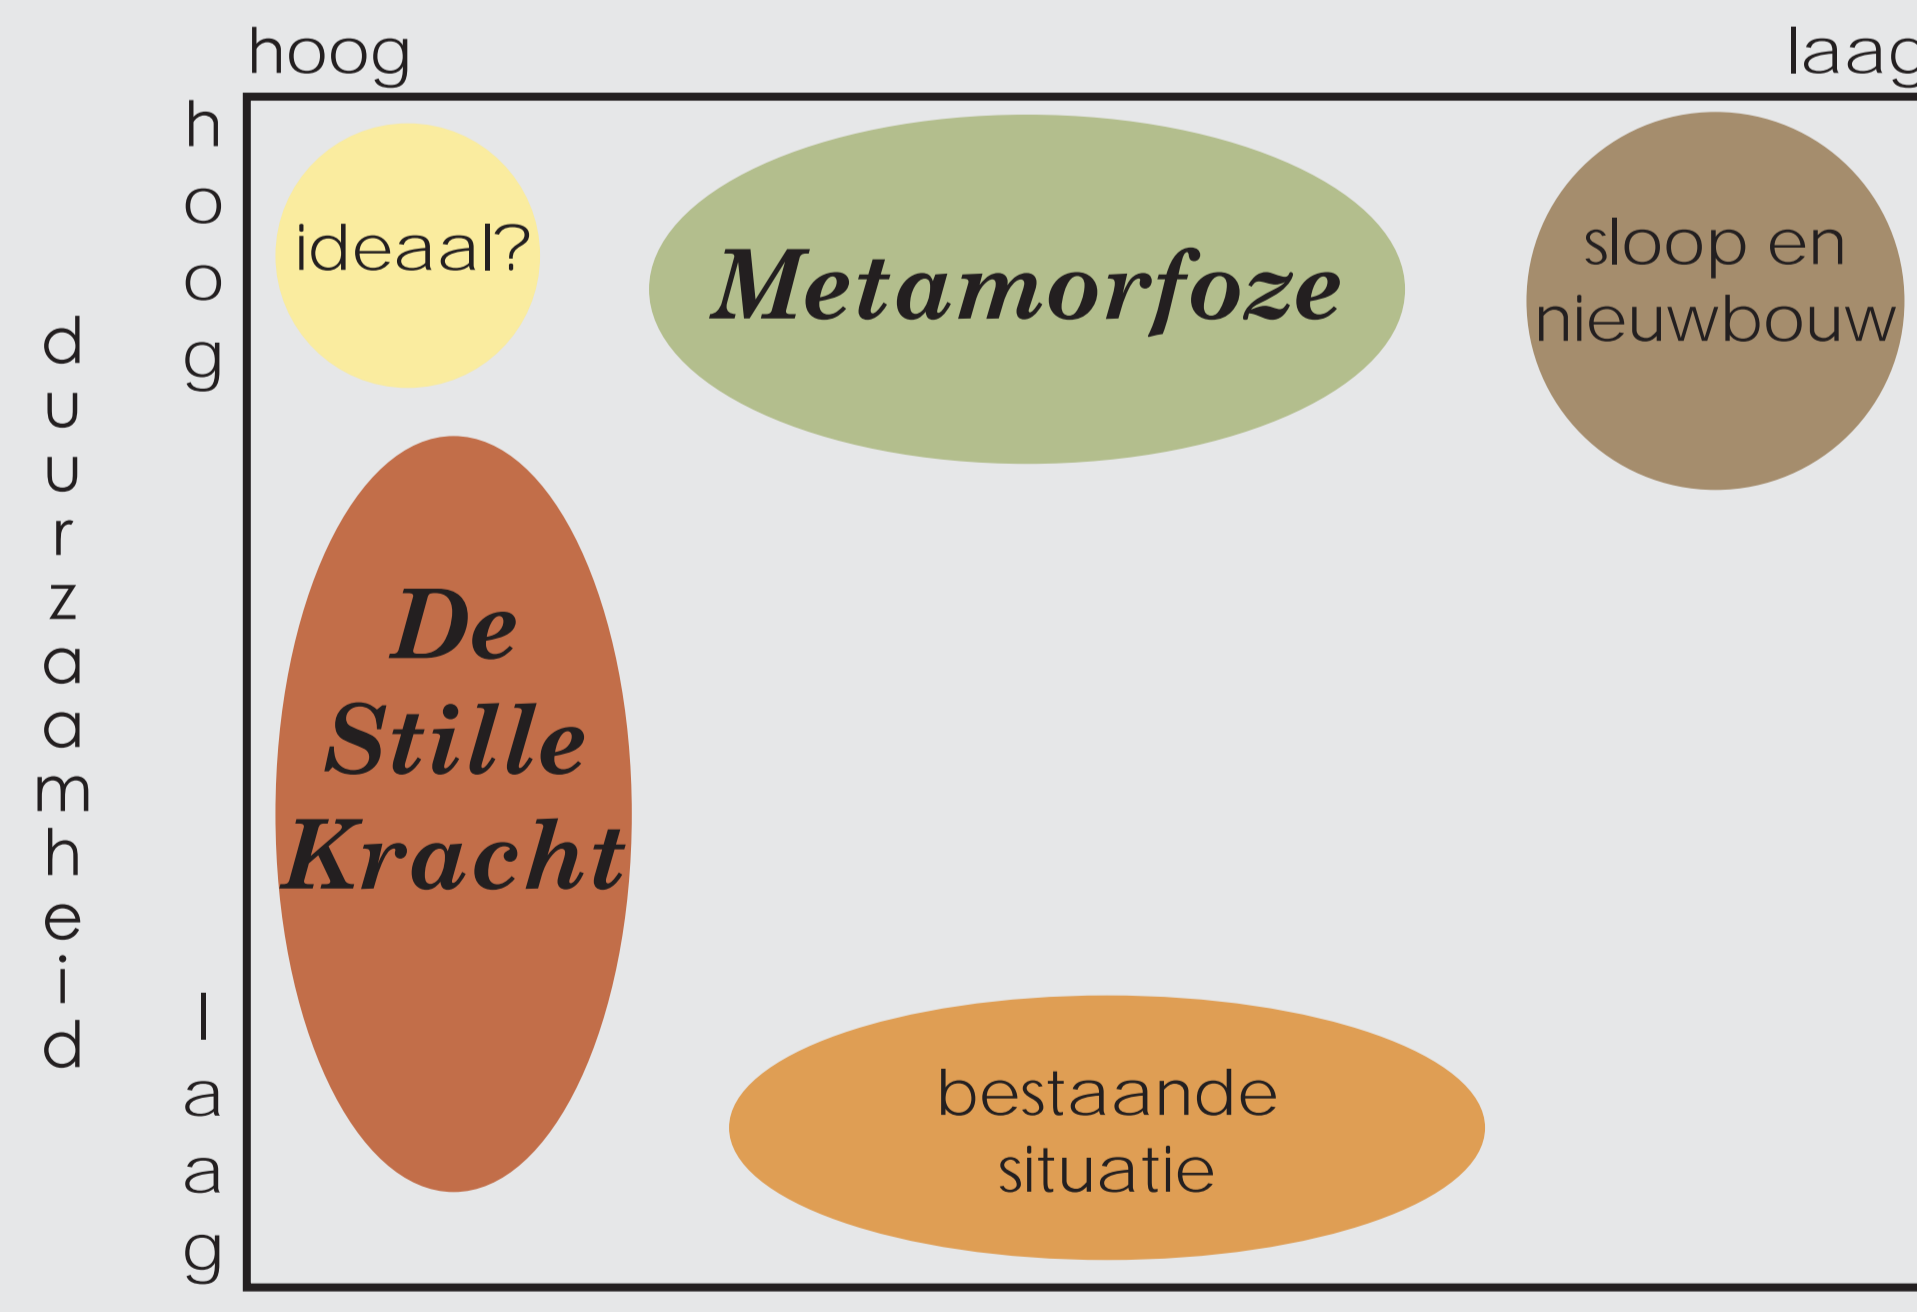 hoog
laag
hoog
duurzaamheid
laag
ideaal?
Metamorfoze
sloop en
nieuwbouw
De
Stille
Kracht
bestaande
situatie